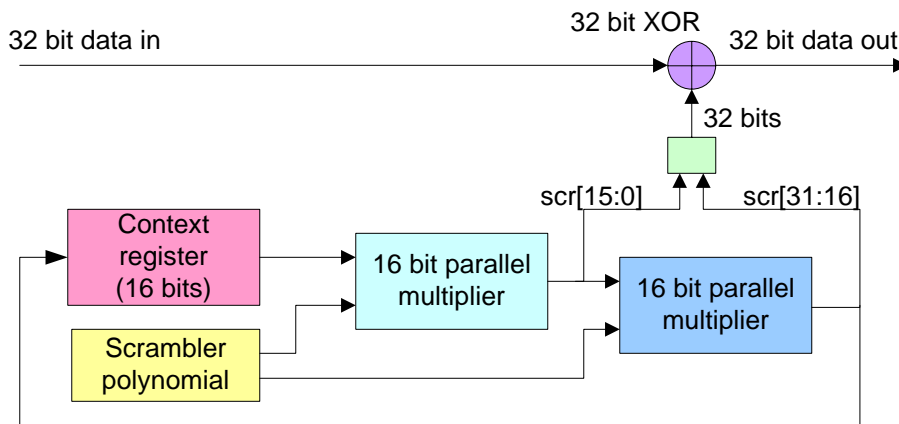 32 bit data in
32 bit XOR
32 bit data out
32 bits
scr[15:0]
scr[31:16]
Context
register
(16 bits)
16 bit parallel
multiplier
16 bit parallel
multiplier
Scrambler
polynomial